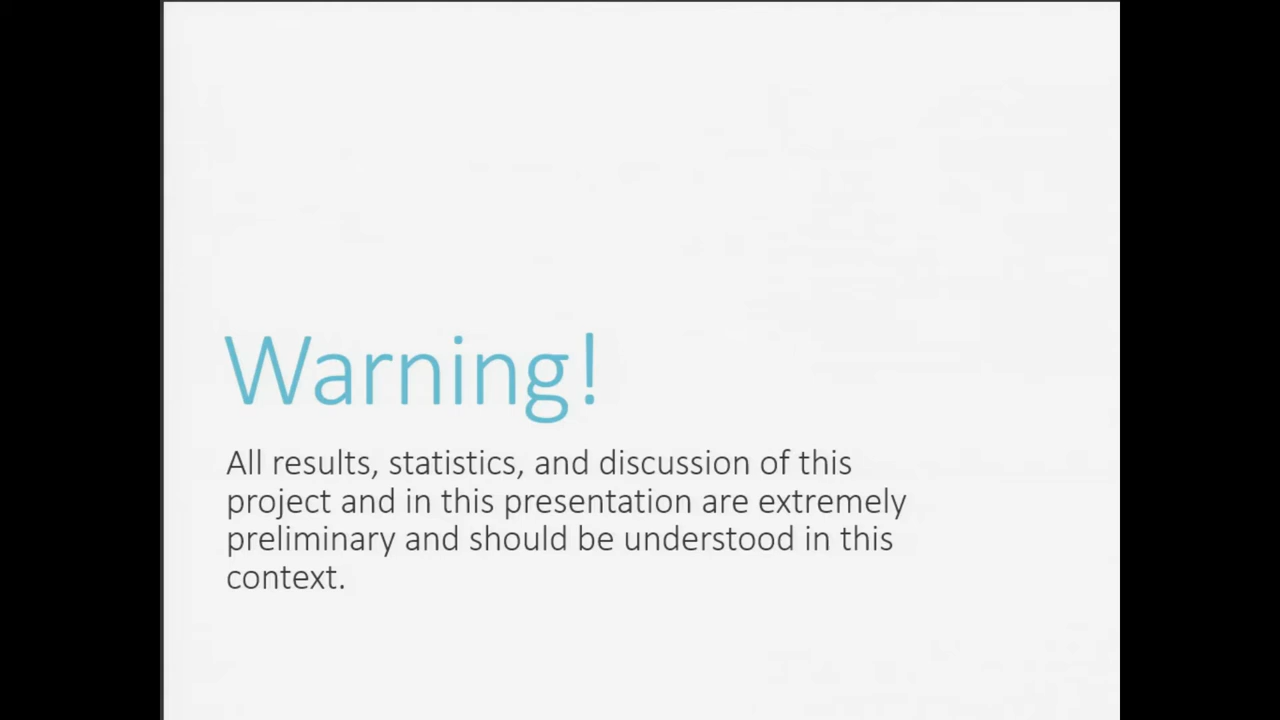 Warning!
All results, statistics, and discussion of this
project and in this presentation are extremely
preliminary and should be understood in this
context.